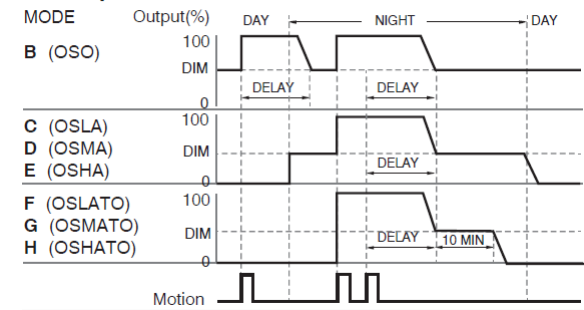 MODE Output(%) DAY NIGHT DAY
B (OSO) 100 DIM 0 DELAY DELAY
C (OSLA) 100
D (OSMA) DIM
E (OSHA) 0 DELAY
F (OSLATO) 100
G (OSMATO) DIM DELAY 10 MIN
H (OSHATO) 0
Motion